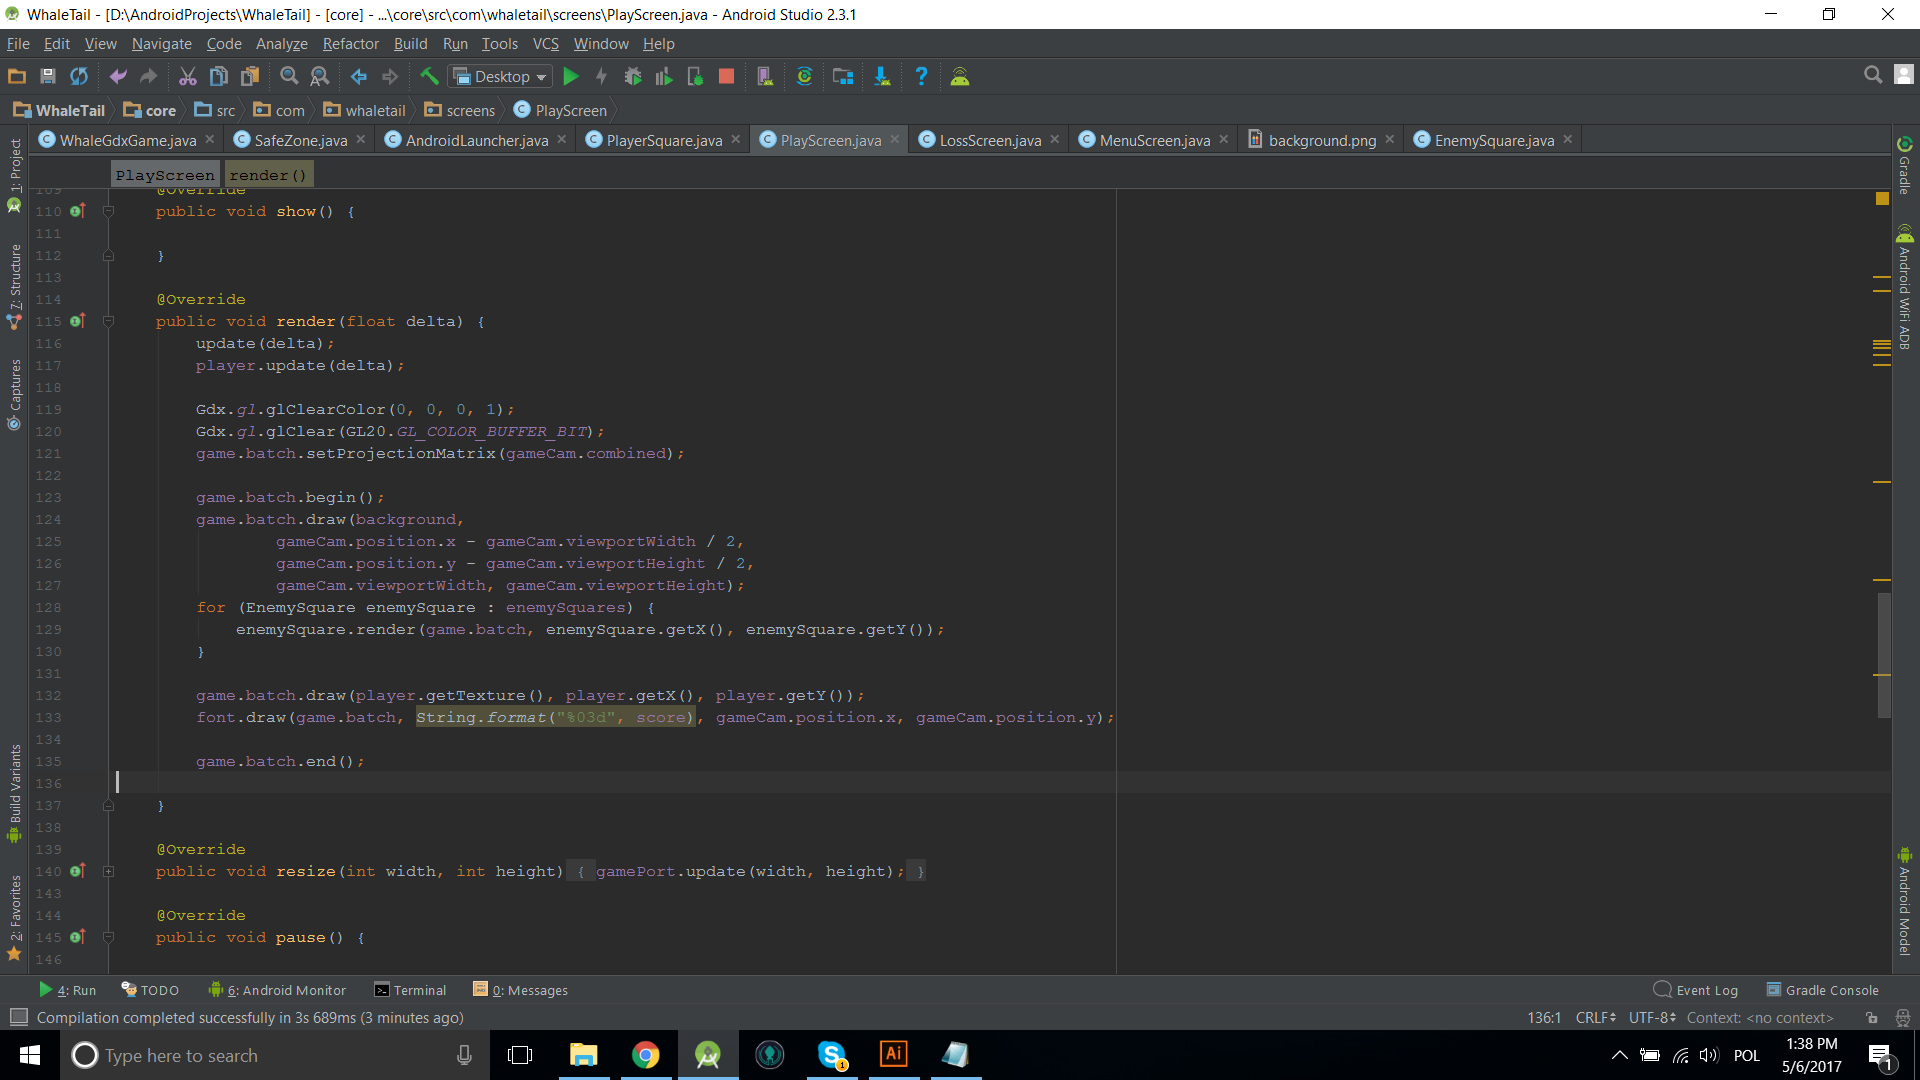 WhaleTail - [D:\AndroidProjects\WhaleTail] - [core] - ...\core\src\com\whaletail\screens\PlayScreen.java - Android Studio 2.3.1
File Edit View Navigate Code Analyze Refactor Build Run Tools VCS Window Help
Desktop
WhaleTail core src com whaletail screens PlayScreen
WhaleGdxGame.java SafeZone.java AndroidLauncher.java PlayerSquare.java PlayScreen.java LossScreen.java MenuScreen.java background.png EnemySquare.java
PlayScreen render()
109 @Override
110 public void show() {
111
112 }
113
114 @Override
115 public void render(float delta) {
116 update(delta);
117 player.update(delta);
118
119 Gdx.gl.glClearColor(0, 0, 0, 1);
120 Gdx.gl.glClear(GL20.GL_COLOR_BUFFER_BIT);
121 game.batch.setProjectionMatrix(gameCam.combined);
122
123 game.batch.begin();
124 game.batch.draw(background,
125 gameCam.position.x - gameCam.viewportWidth / 2,
126 gameCam.position.y - gameCam.viewportHeight / 2,
127 gameCam.viewportWidth, gameCam.viewportHeight);
128 for (EnemySquare enemySquare : enemySquares) {
129 enemySquare.render(game.batch, enemySquare.getX(), enemySquare.getY());
130 }
131
132 game.batch.draw(player.getTexture(), player.getX(), player.getY());
133 font.draw(game.batch, String.format("%03d", score), gameCam.position.x, gameCam.position.y);
134
135 game.batch.end();
136
137 }
138
139 @Override
140 public void resize(int width, int height) { gamePort.update(width, height); }
143
144 @Override
145 public void pause() {
146
1: Project
7: Structure
Captures
Build Variants
2: Favorites
Gradle
Android WiFi ADB
Android Model
4: Run TODO 6: Android Monitor Terminal 0: Messages Event Log Gradle Console
Compilation completed successfully in 3s 689ms (3 minutes ago) 136:1 CRLF UTF-8 Context: <no context>
Type here to search
Ai
1
POL
1:38 PM
5/6/2017
1